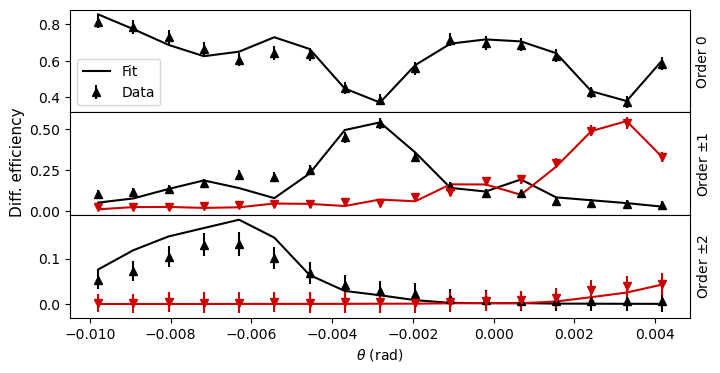 0.8
0.6
0.4
Fit
Data
Order 0
0.50
0.25
0.00
Diff. efficiency
Order ±1
0.1
0.0
Order ±2
−0.010 −0.008 −0.006 −0.004 −0.002 0.000 0.002 0.004
θ (rad)